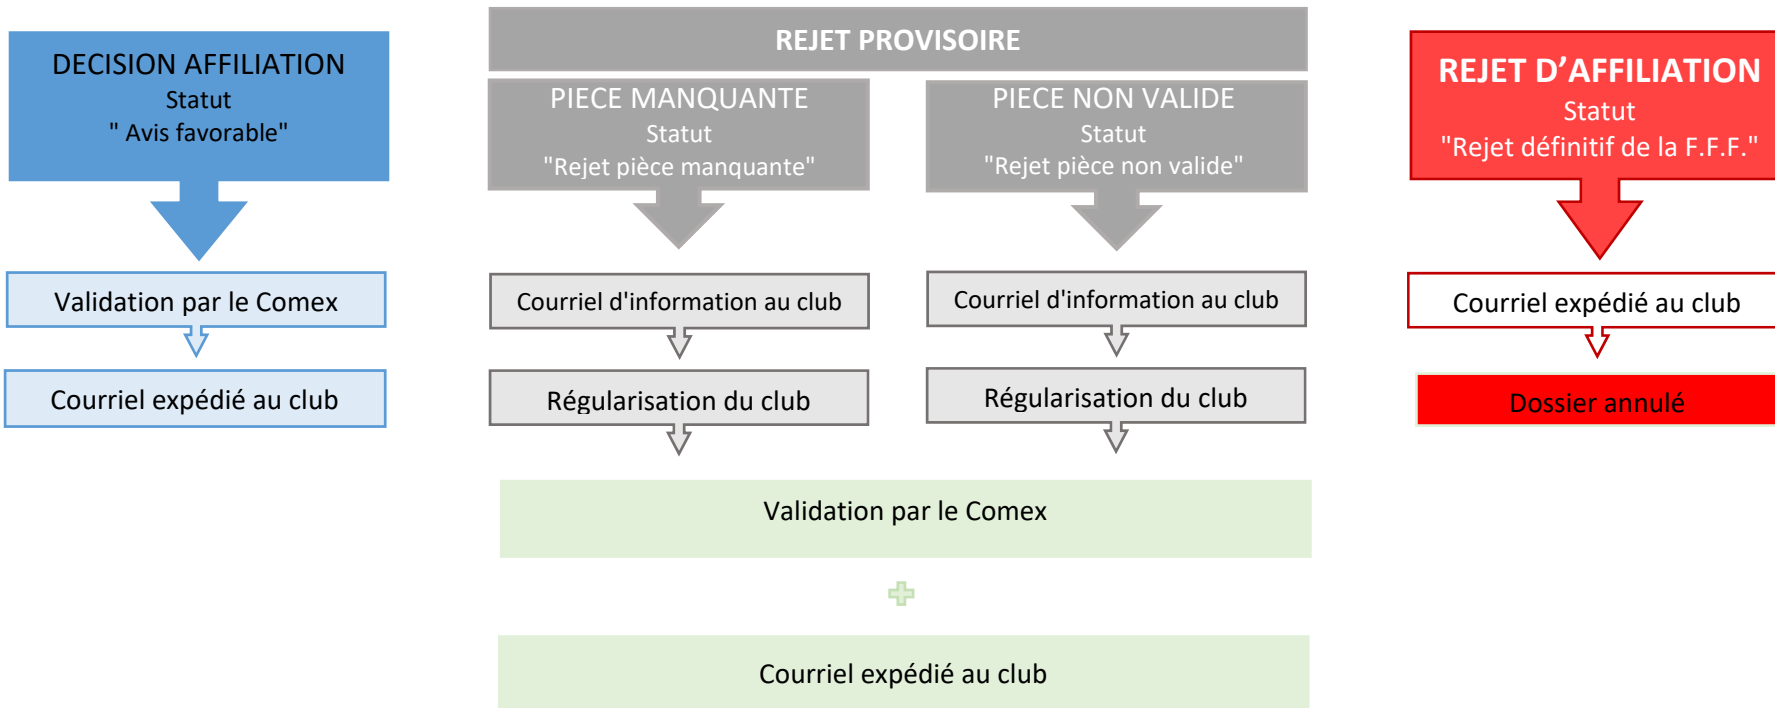 DECISION AFFILIATION
Statut
" Avis favorable"
Validation par le Comex
Courriel expédié au club
REJET PROVISOIRE
PIECE MANQUANTE
Statut
"Rejet pièce manquante"
Courriel d'information au club
Régularisation du club
PIECE NON VALIDE
Statut
"Rejet pièce non valide"
Courriel d'information au club
Régularisation du club
Validation par le Comex
Courriel expédié au club
REJET D’AFFILIATION
Statut
"Rejet définitif de la F.F.F."
Courriel expédié au club
Dossier annulé